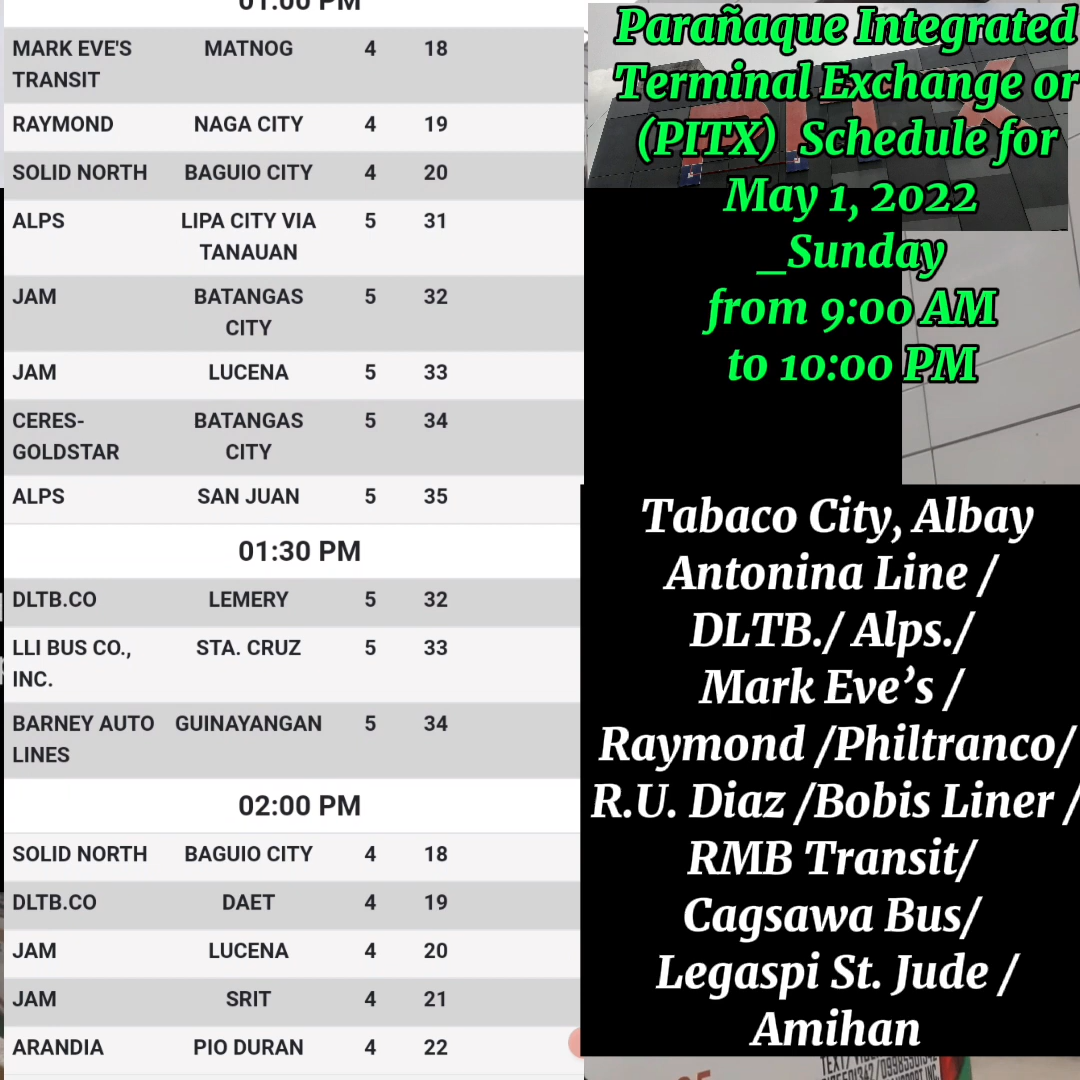 01:00 PM
MARK EVE'S MATNOG 4 18
TRANSIT
RAYMOND NAGA CITY 4 19
SOLID NORTH BAGUIO CITY 4 20
ALPS LIPA CITY VIA 5 31
TANAUAN
JAM BATANGAS 5 32
CITY
JAM LUCENA 5 33
CERES- BATANGAS 5 34
GOLDSTAR CITY
ALPS SAN JUAN 5 35
01:30 PM
DLTB.CO LEMERY 5 32
LLI BUS CO., STA. CRUZ 5 33
INC.
BARNEY AUTO GUINAYANGAN 5 34
LINES
02:00 PM
SOLID NORTH BAGUIO CITY 4 18
DLTB.CO DAET 4 19
JAM LUCENA 4 20
JAM SRIT 4 21
ARANDIA PIO DURAN 4 22
Parañaque Integrated
Terminal Exchange or
(PITX) Schedule for
May 1, 2022
_Sunday
from 9:00 AM
to 10:00 PM
Tabaco City, Albay
Antonina Line /
DLTB./ Alps./
Mark Eve’s /
Raymond /Philtranco/
R.U. Diaz /Bobis Liner /
RMB Transit/
Cagsawa Bus/
Legaspi St. Jude /
Amihan